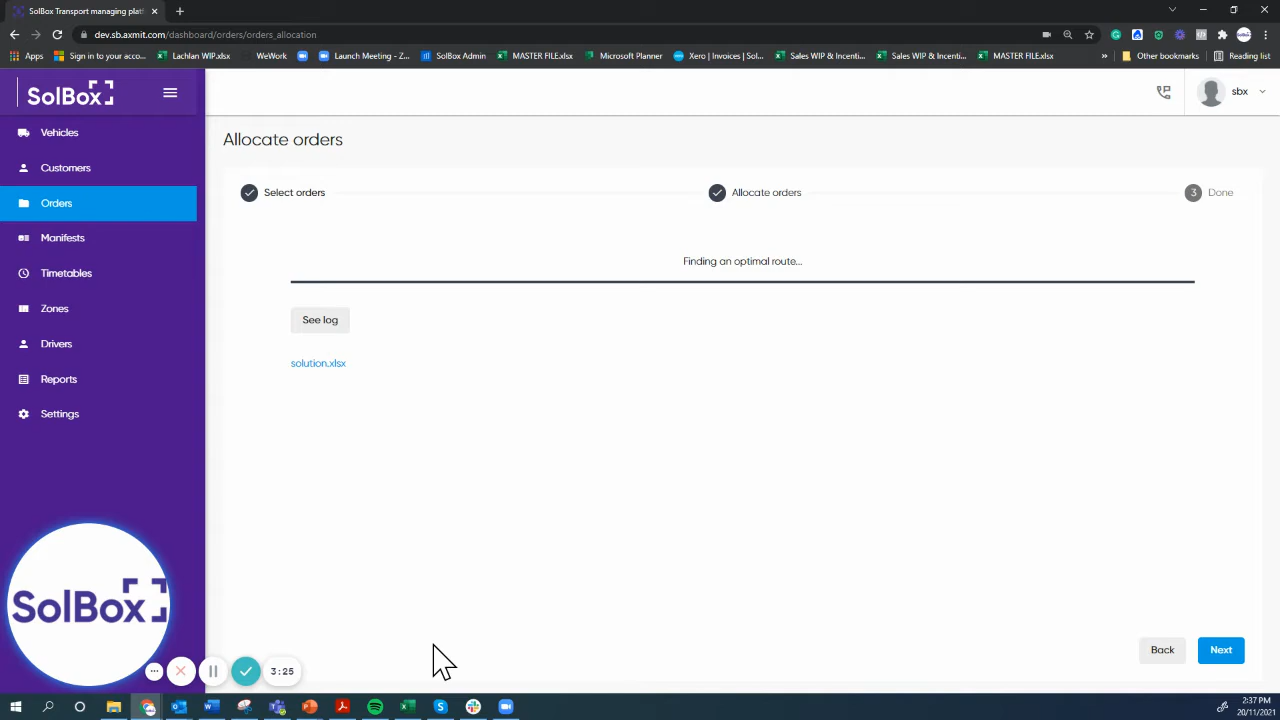 SolBox Transport managing plat
dev.sb.axmit.com/dashboard/orders/orders_allocation
Apps
Sign in to your acco...
Lachlan WIP.xlsx
WeWork
Launch Meeting - Z...
SolBox Admin
MASTER FILE.xlsx
Microsoft Planner
Xero | Invoices | Sol...
Sales WIP & Incenti...
Sales WIP & Incenti...
MASTER FILE.xlsx
»
Other bookmarks
Reading list
SolBox
sbx
Vehicles
Customers
Orders
Manifests
Timetables
Zones
Drivers
Reports
Settings
Allocate orders
Select orders
Allocate orders
3 Done
Finding an optimal route...
See log
solution.xlsx
Back
Next
SolBox
3:25
2:37 PM
20/11/2021